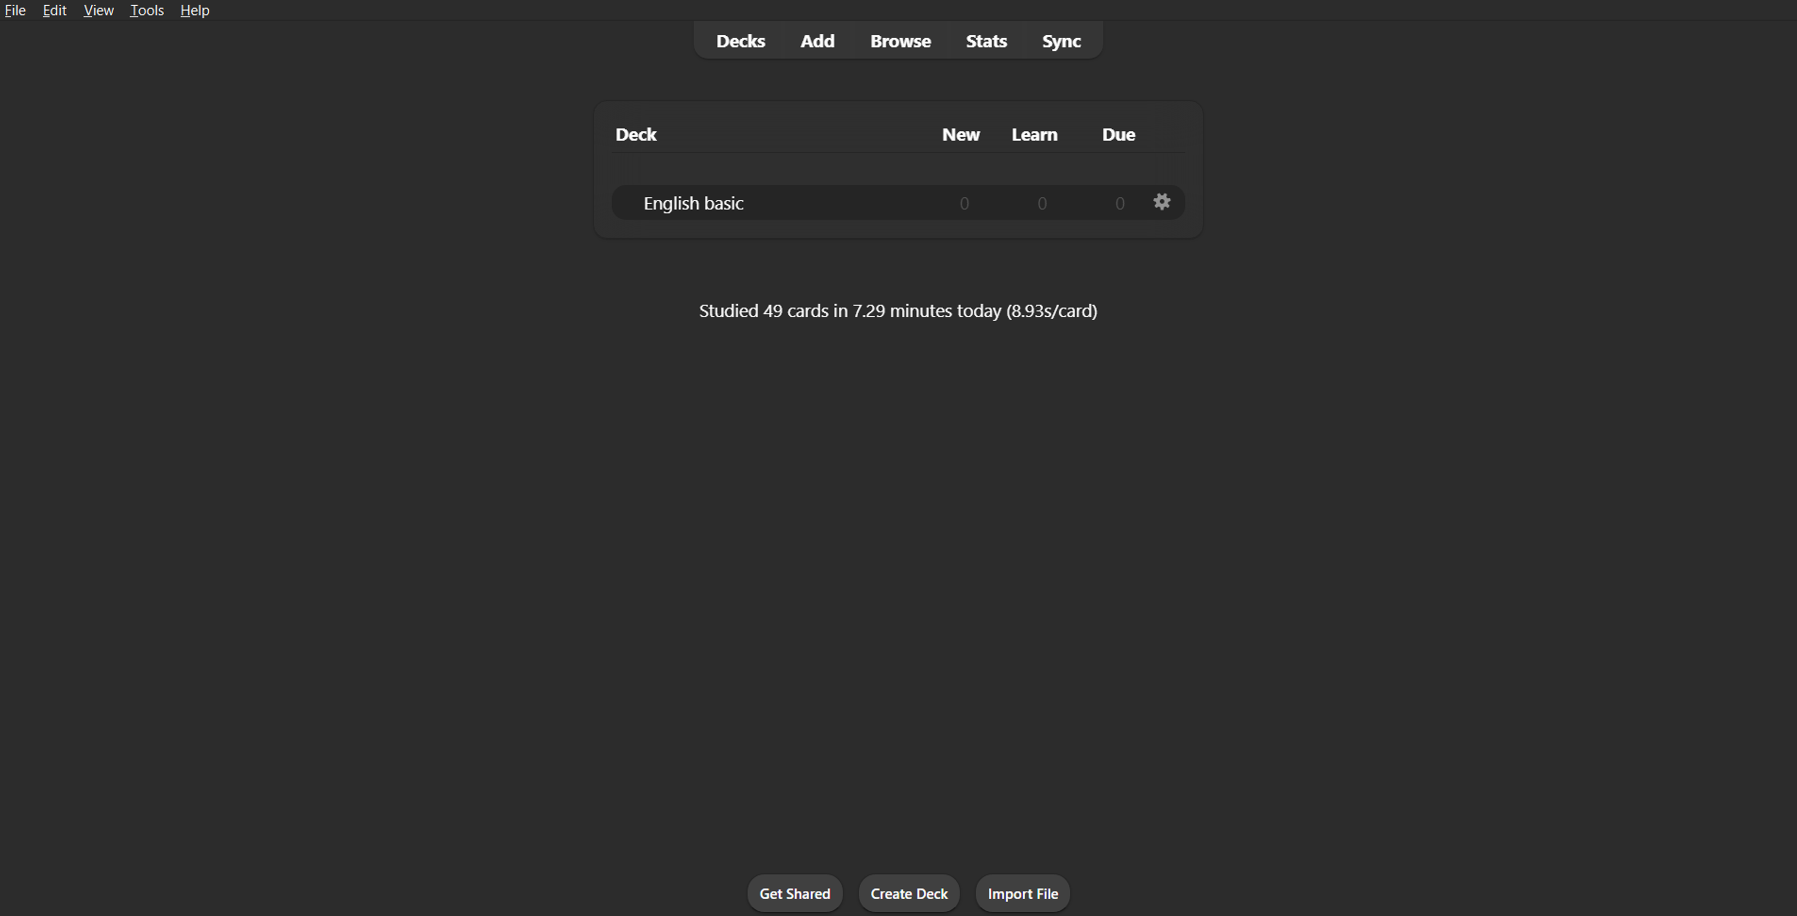 File Edit View Tools Help
Decks Add Browse Stats Sync
Deck New Learn Due
English basic 0 0 0
Studied 49 cards in 7.29 minutes today (8.93s/card)
Get Shared Create Deck Import File